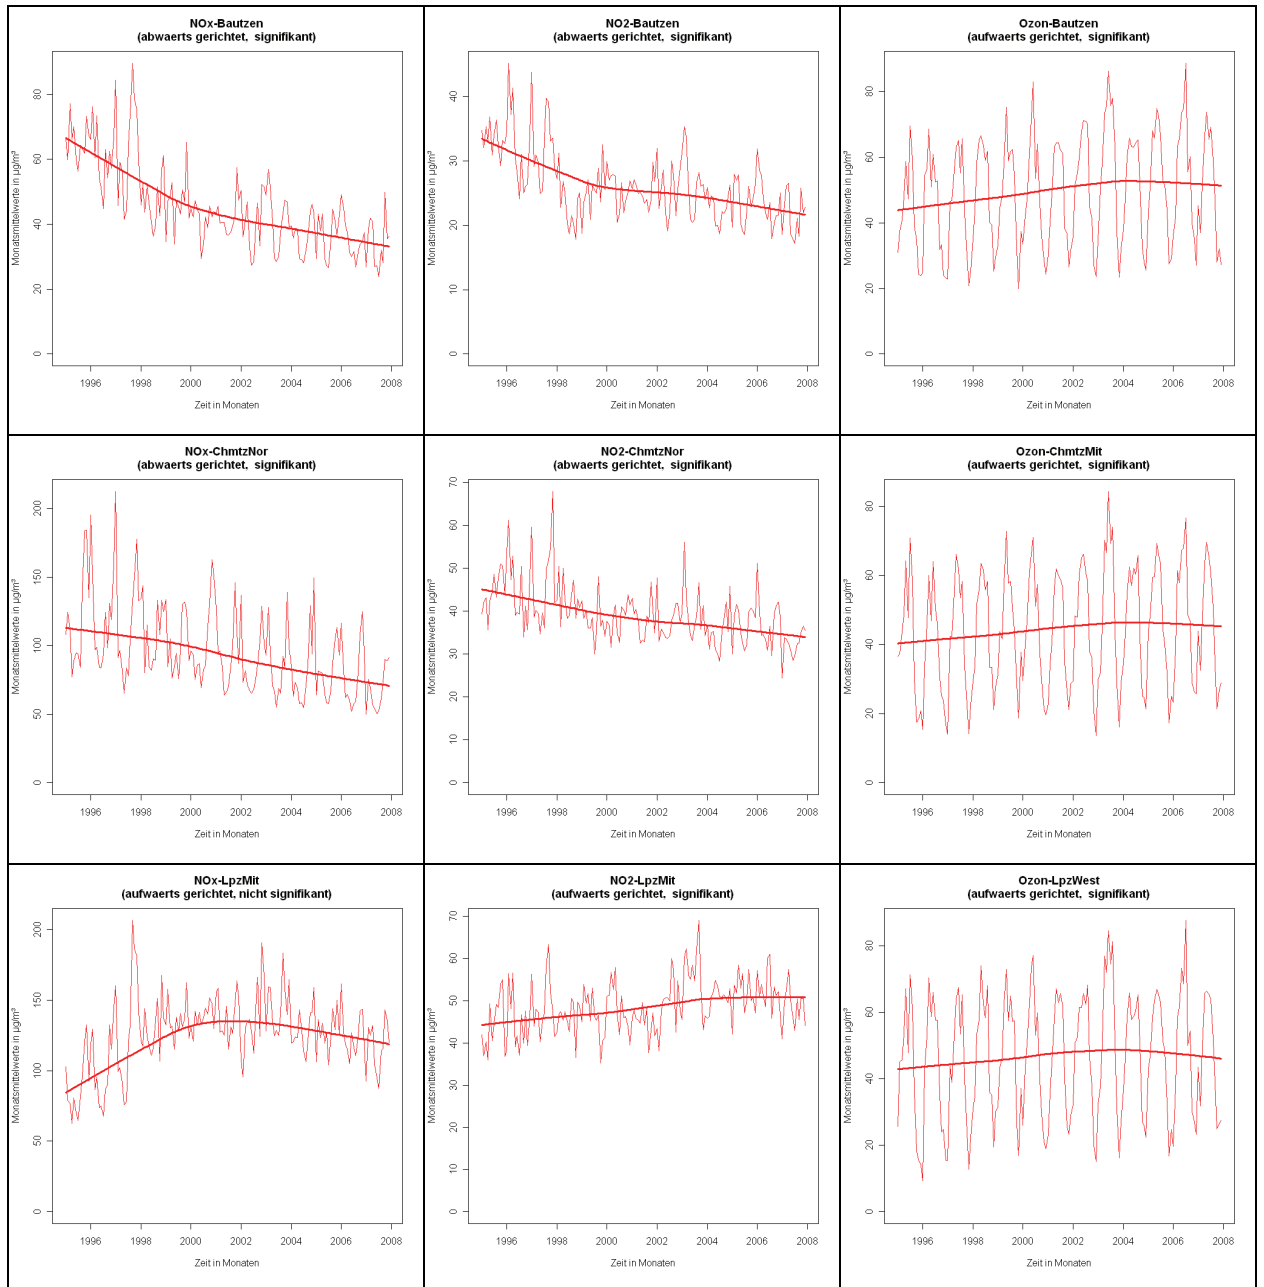 NOx-Bautzen
(abwaerts gerichtet, signifikant)
Monatsmittelwerte in µg/m³
80
60
40
20
0
1996 1998 2000 2002 2004 2006 2008
Zeit in Monaten
NO2-Bautzen
(abwaerts gerichtet, signifikant)
Monatsmittelwerte in µg/m³
40
30
20
10
0
1996 1998 2000 2002 2004 2006 2008
Zeit in Monaten
Ozon-Bautzen
(aufwaerts gerichtet, signifikant)
Monatsmittelwerte in µg/m³
80
60
40
20
0
1996 1998 2000 2002 2004 2006 2008
Zeit in Monaten
NOx-ChmtzNor
(abwaerts gerichtet, signifikant)
Monatsmittelwerte in µg/m³
200
150
100
50
0
1996 1998 2000 2002 2004 2006 2008
Zeit in Monaten
NO2-ChmtzNor
(abwaerts gerichtet, signifikant)
Monatsmittelwerte in µg/m³
70
60
50
40
30
20
10
0
1996 1998 2000 2002 2004 2006 2008
Zeit in Monaten
Ozon-ChmtzMit
(aufwaerts gerichtet, signifikant)
Monatsmittelwerte in µg/m³
80
60
40
20
0
1996 1998 2000 2002 2004 2006 2008
Zeit in Monaten
NOx-LpzMit
(aufwaerts gerichtet, nicht signifikant)
Monatsmittelwerte in µg/m³
200
150
100
50
0
1996 1998 2000 2002 2004 2006 2008
Zeit in Monaten
NO2-LpzMit
(aufwaerts gerichtet, signifikant)
Monatsmittelwerte in µg/m³
70
60
50
40
30
20
10
0
1996 1998 2000 2002 2004 2006 2008
Zeit in Monaten
Ozon-LpzWest
(aufwaerts gerichtet, signifikant)
Monatsmittelwerte in µg/m³
80
60
40
20
0
1996 1998 2000 2002 2004 2006 2008
Zeit in Monaten